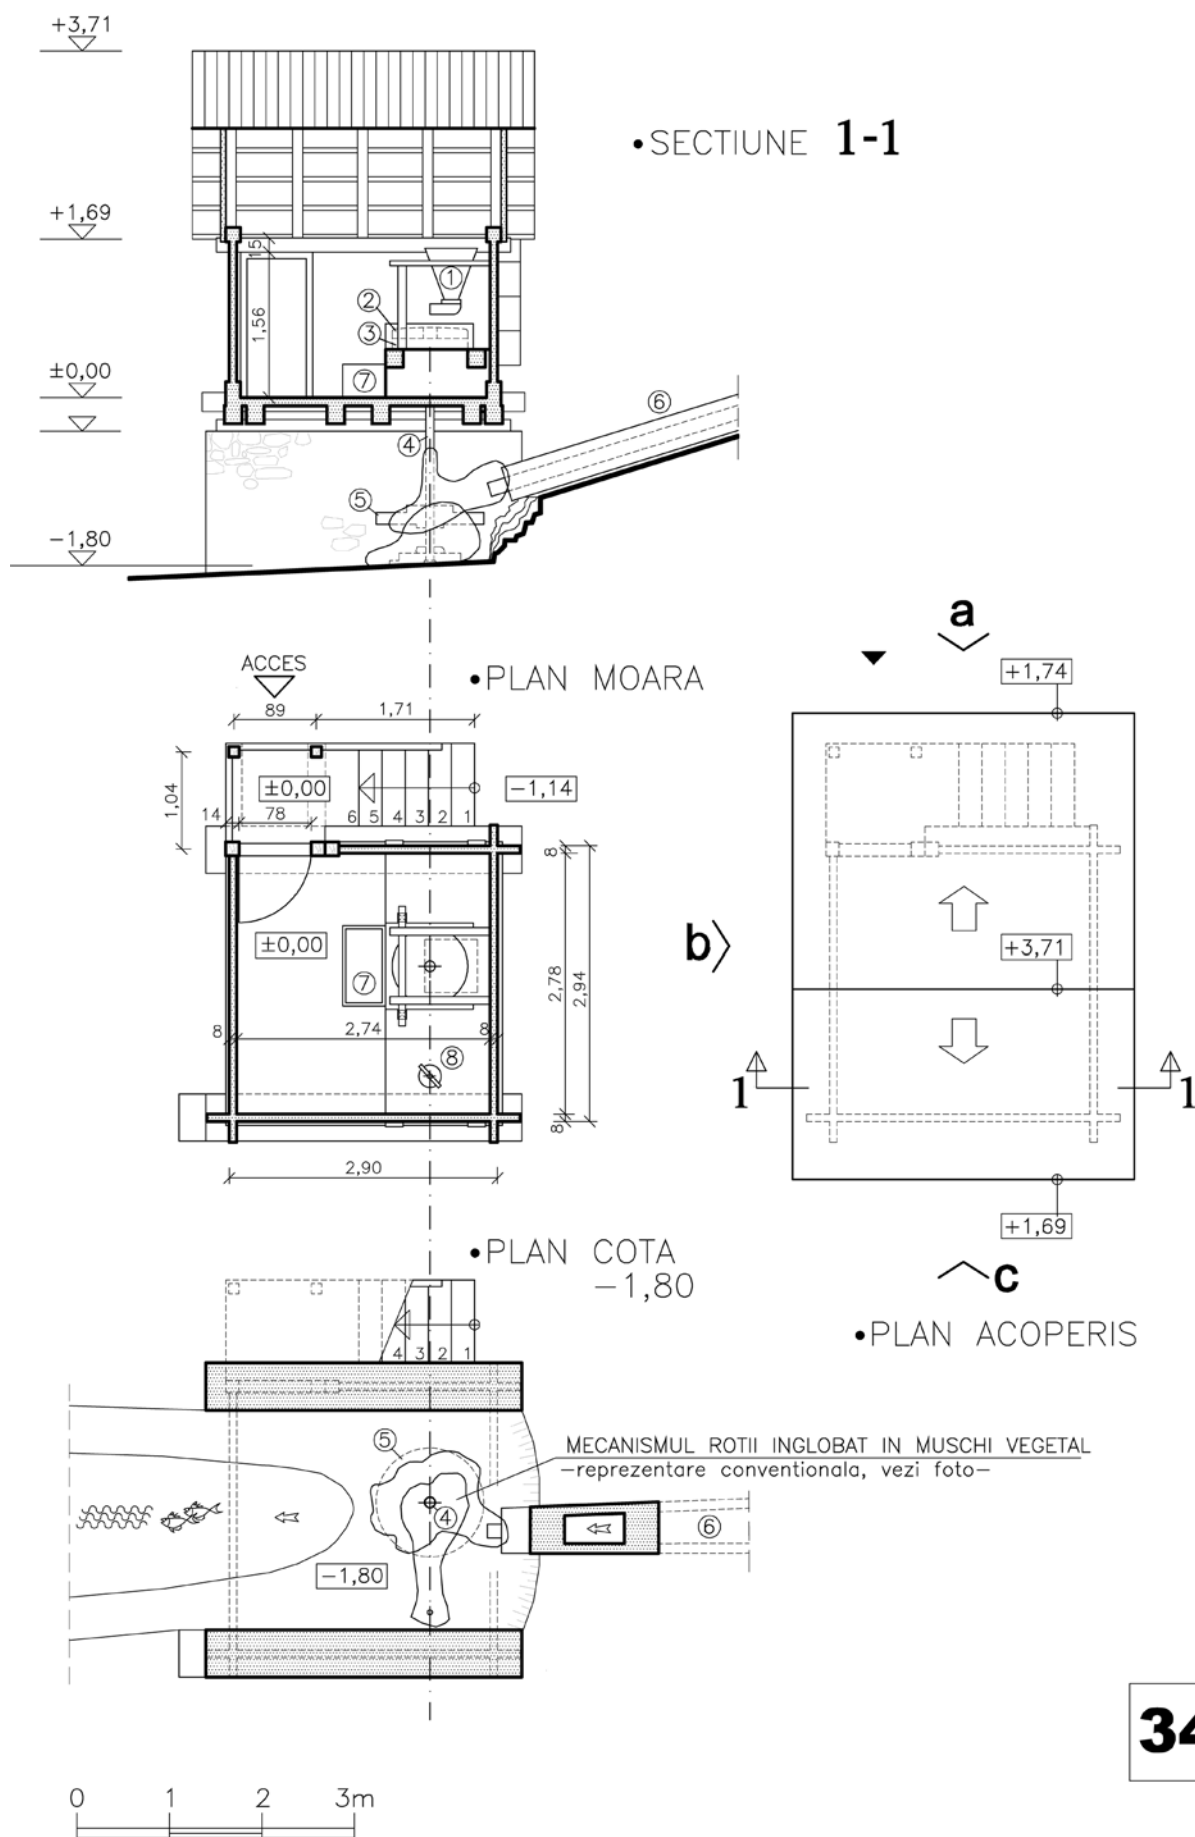 +3,71
• SECTIUNE 1-1
+1,69
15
1
2
3
1,56
±0,00
7
6
4
5
−1,80
a
ACCES
• PLAN MOARA
+1,74
89 1,71
1,04
±0,00
−1,14
14 78
6 5 4 3 2 1
8
±0,00
b
+3,71
7
2,78
2,94
8 2,74 8
8
1 1
8
2,90
+1,69
• PLAN COTA
−1,80
c
• PLAN ACOPERIS
4 3 2 1
5
MECANISMUL ROTII INGLOBAT IN MUSCHI VEGETAL
−reprezentare conventionala, vezi foto−
4
6
−1,80
34
0 1 2 3m